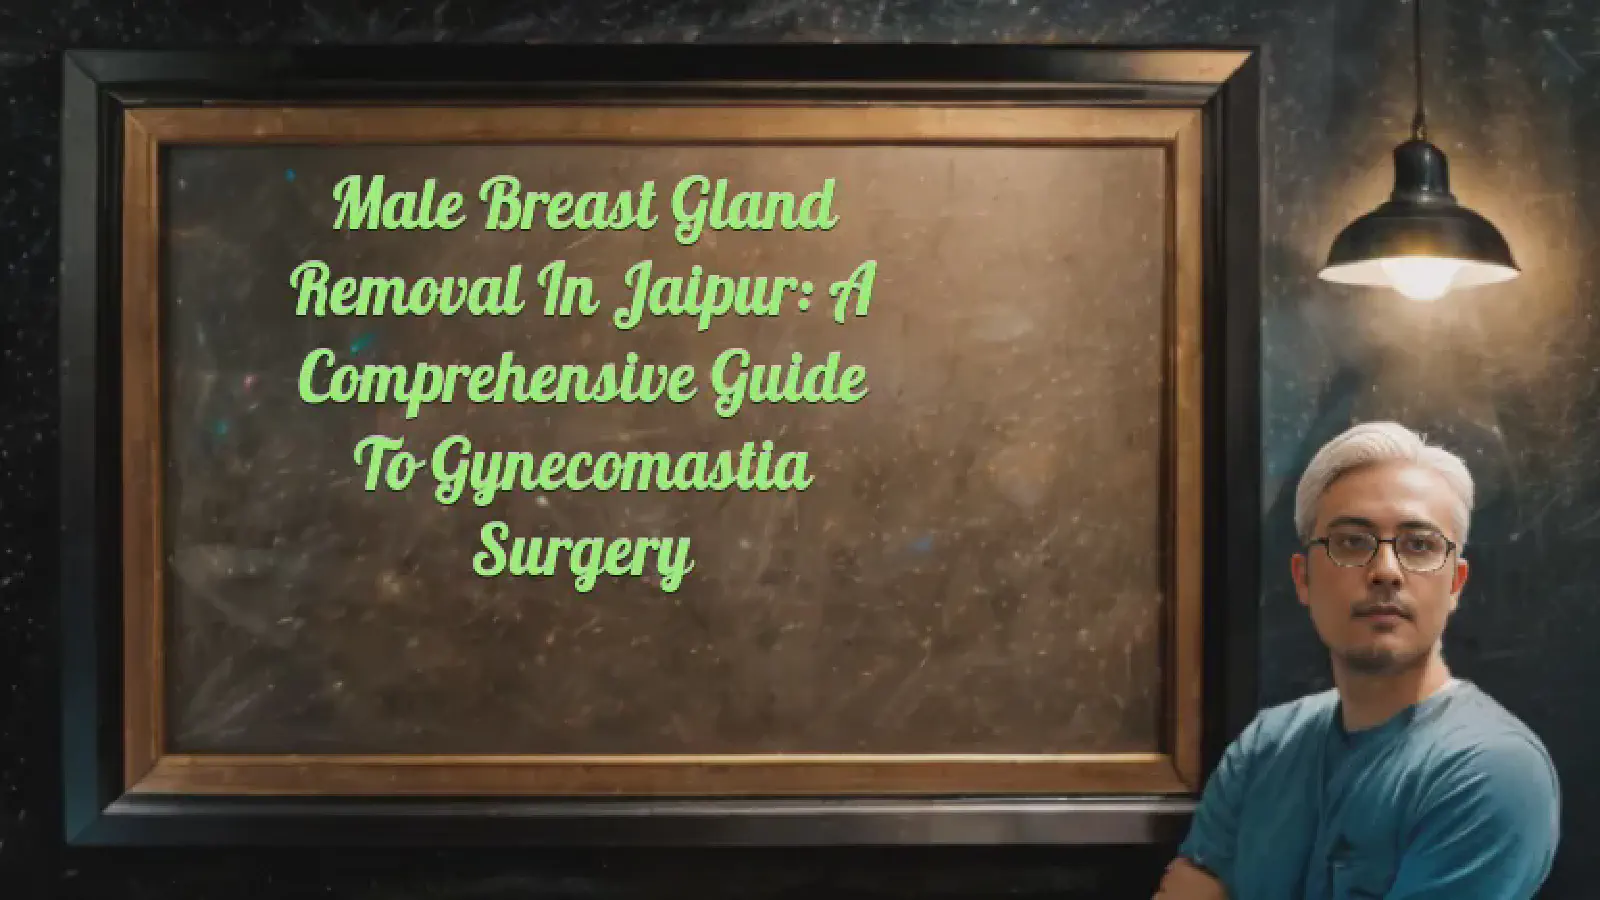 Male Breast Gland
Removal In Jaipur: A
Comprehensive Guide
To Gynecomastia
Surgery